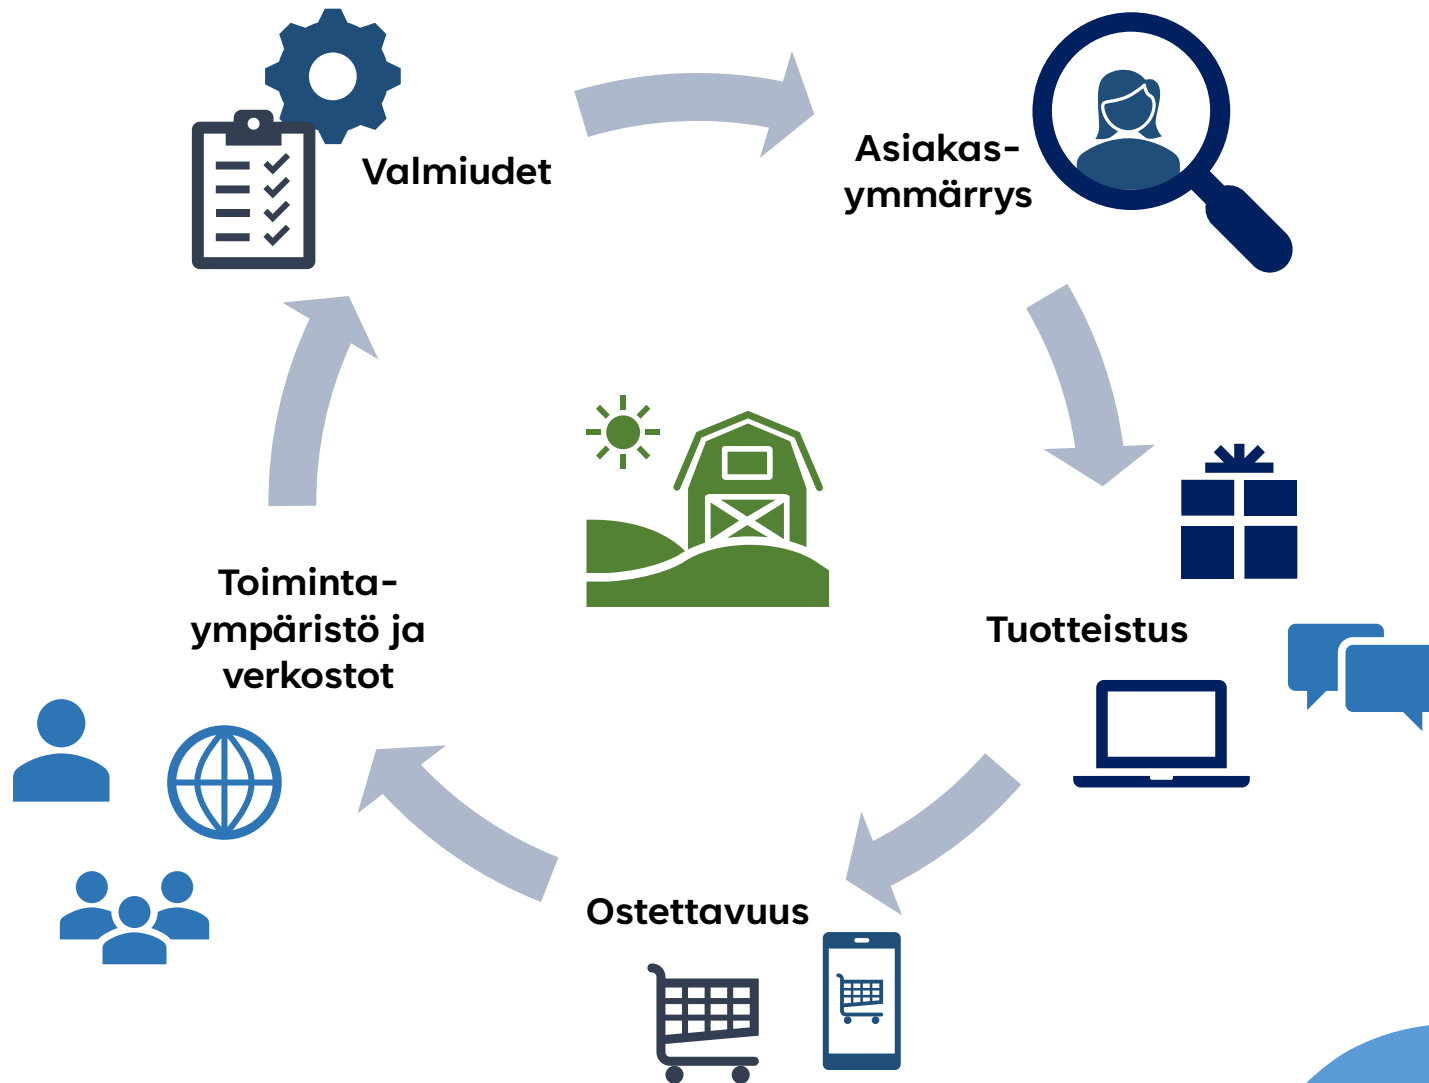 Valmiudet
Asiakas-
ymmärrys
Tuotteistus
Ostettavuus
Toiminta-
ympäristö ja
verkostot